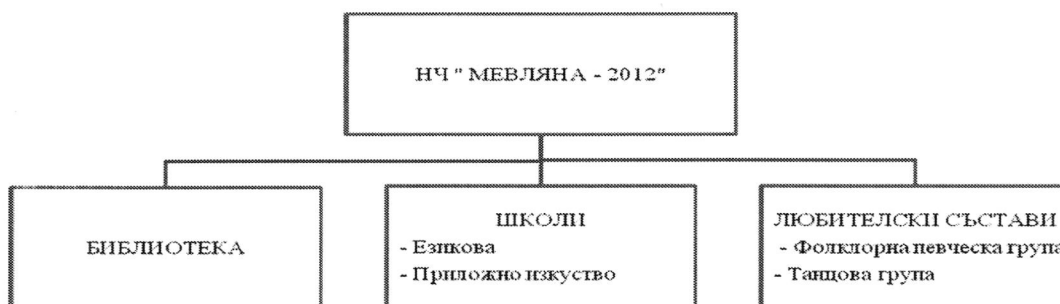 НЧ " МЕВЛЯНА - 2012"
БИБЛИОТЕКА
ШКОЛИ
- Езикова
- Приложно изкуство
ЛЮБИТЕЛСКИ СЪСТАВИ
- Фолклорна певческа група
- Танцова група